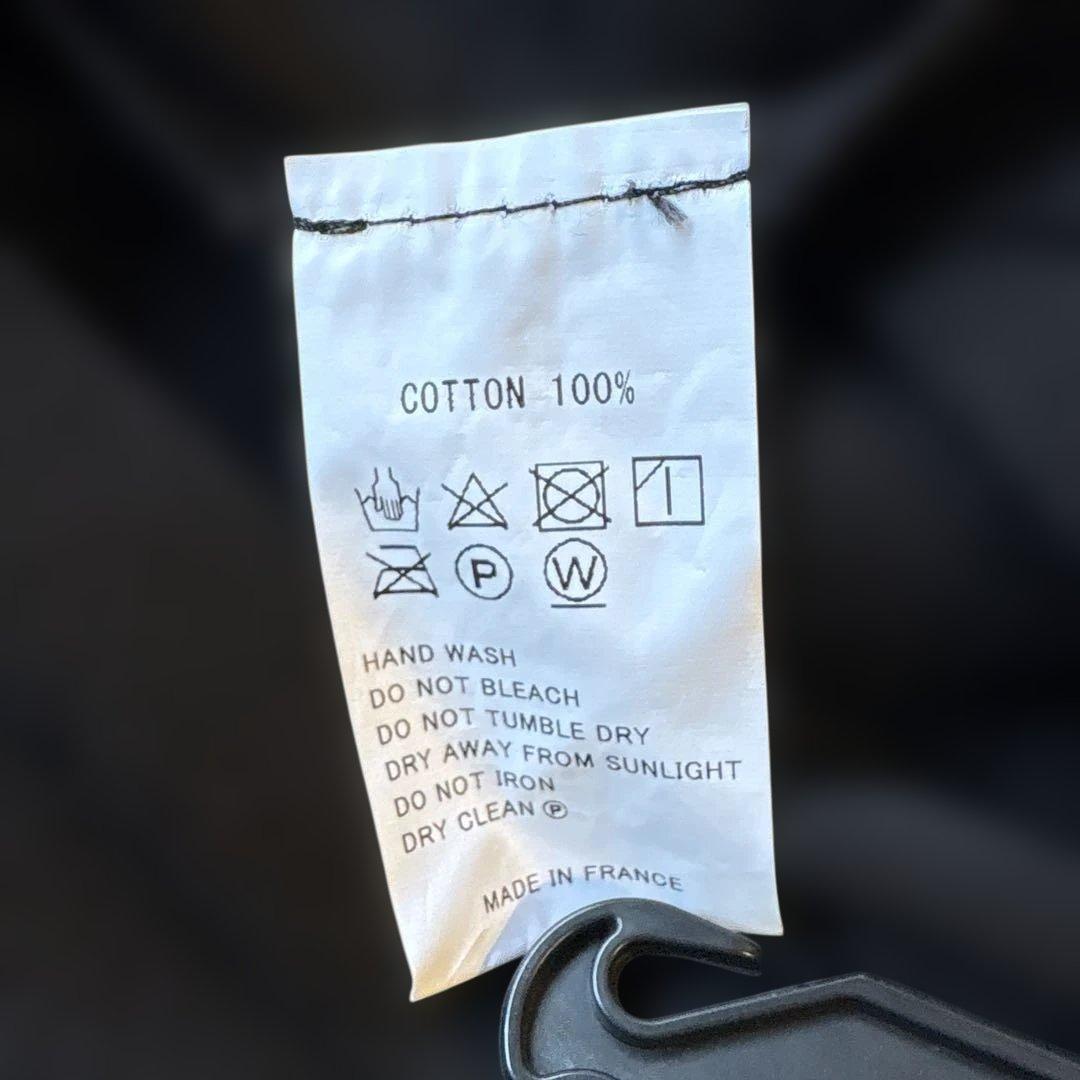 COTTON 100%
P W
HAND WASH
DO NOT BLEACH
DO NOT TUMBLE DRY
DRY AWAY FROM SUNLIGHT
DO NOT IRON
DRY CLEAN Ⓟ
MADE IN FRANCE